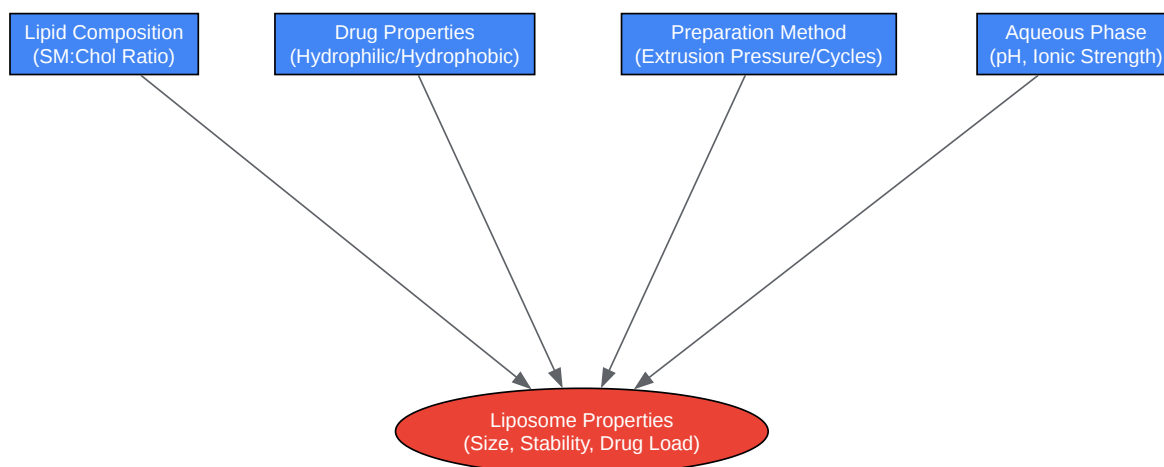 Lipid Composition
(SM:Chol Ratio)
Drug Properties
(Hydrophilic/Hydrophobic)
Preparation Method
(Extrusion Pressure/Cycles)
Aqueous Phase
(pH, Ionic Strength)
Liposome Properties
(Size, Stability, Drug Load)